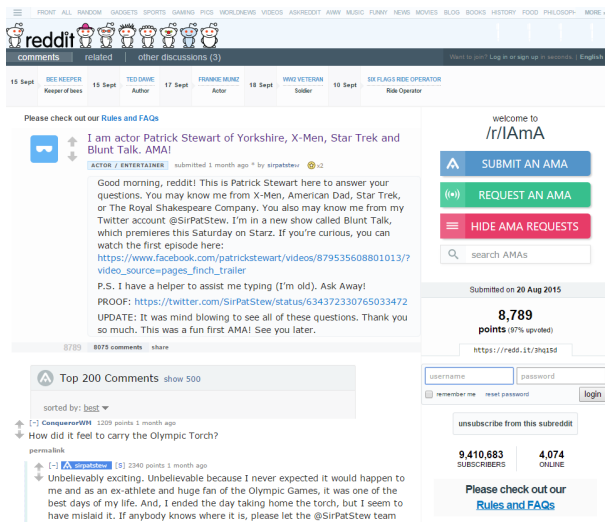 FRONT ALL RANDOM GADGETS SPORTS GAMING PICS WORLDNEWS VIDEOS ASKREDDIT AWW MUSIC FUNNY NEWS MOVIES BLOG BOOKS HISTORY FOOD PHILOSOPH MORE
reddit
comments related other discussions (3)
Want to join? Log in or sign up in seconds. | English
15 Sept BEE KEEPER 15 Sept TED DAWE 17 Sept FRANKIE MUNIZ 18 Sept WW2 VETERAN 10 Sept SIX FLAGS RIDE OPERATOR
Keeper of bees Author Actor Soldier Ride Operator
Please check out our Rules and FAQs
I am actor Patrick Stewart of Yorkshire, X-Men, Star Trek and
Blunt Talk. AMA!
ACTOR / ENTERTAINER submitted 1 month ago * by sirpatstew x2
Good morning, reddit! This is Patrick Stewart here to answer your
questions. You may know me from X-Men, American Dad, Star Trek,
or The Royal Shakespeare Company. You also may know me from my
Twitter account @SirPatStew. I'm in a new show called Blunt Talk,
which premieres this Saturday on Starz. If you're curious, you can
watch the first episode here:
https://www.facebook.com/patrickstewart/videos/879535608801013/?
video_source=pages_finch_trailer
P.S. I have a helper to assist me typing (I'm old). Ask Away!
PROOF: https://twitter.com/SirPatStew/status/634372330765033472
UPDATE: It was mind blowing to see all of these questions. Thank you
so much. This was a fun first AMA! See you later.
8789 8075 comments share
Top 200 Comments show 500
sorted by: best
[-] ConquerorWM 1209 points 1 month ago
How did it feel to carry the Olympic Torch?
permalink
[-] sirpatstew [S] 2340 points 1 month ago
Unbelievably exciting. Unbelievable because I never expected it would happen to
me and as an ex-athlete and huge fan of the Olympic Games, it was one of the
best days of my life. And, I ended the day taking home the torch, but I seem to
have mislaid it. If anybody knows where it is, please let the @SirPatStew team
welcome to
/r/IAmA
SUBMIT AN AMA
REQUEST AN AMA
HIDE AMA REQUESTS
search AMAs
Submitted on 20 Aug 2015
8,789
points (97% upvoted)
https://redd.it/3hq15d
username password
remember me reset password login
unsubscribe from this subreddit
9,410,683 4,074
SUBSCRIBERS ONLINE
Please check out our
Rules and FAQs